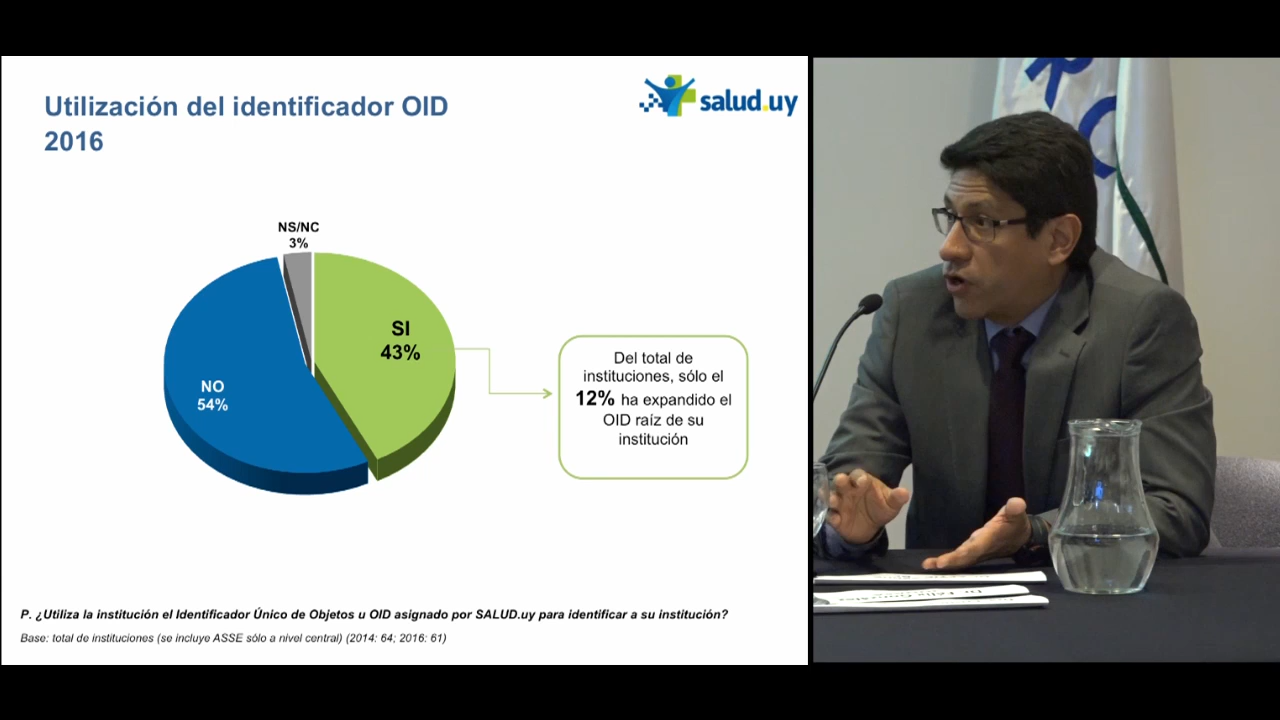 Utilización del identificador OID
2016
salud.uy
NS/NC
3%
SI
43%
NO
54%
Del total de
instituciones, sólo el
12% ha expandido el
OID raíz de su
institución
P. ¿Utiliza la institución el Identificador Único de Objetos u OID asignado por SALUD.uy para identificar a su institución?
Base: total de instituciones (se incluye ASSE sólo a nivel central) (2014: 64; 2016: 61)
R
C